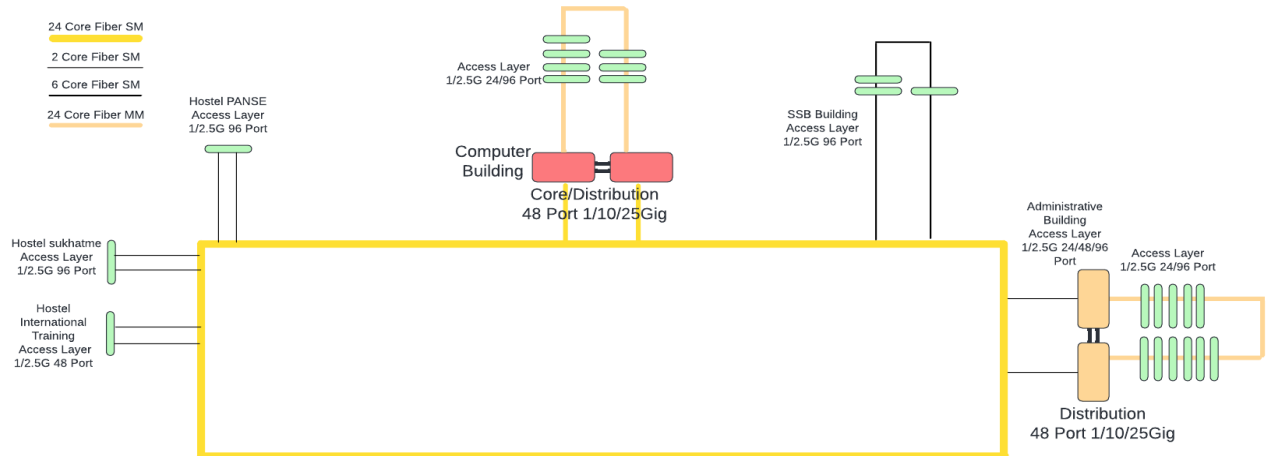 24 Core Fiber SM
2 Core Fiber SM
6 Core Fiber SM
24 Core Fiber MM
Hostel PANSE
Access Layer
1/2.5G 96 Port
Access Layer
1/2.5G 24/96 Port
Computer
Building
Core/Distribution
48 Port 1/10/25Gig
SSB Building
Access Layer
1/2.5G 96 Port
Administrative
Building
Access Layer
1/2.5G 24/48/96
Port
Access Layer
1/2.5G 24/96 Port
Hostel sukhatme
Access Layer
1/2.5G 96 Port
Hostel
International
Training
Access Layer
1/2.5G 48 Port
Distribution
48 Port 1/10/25Gig